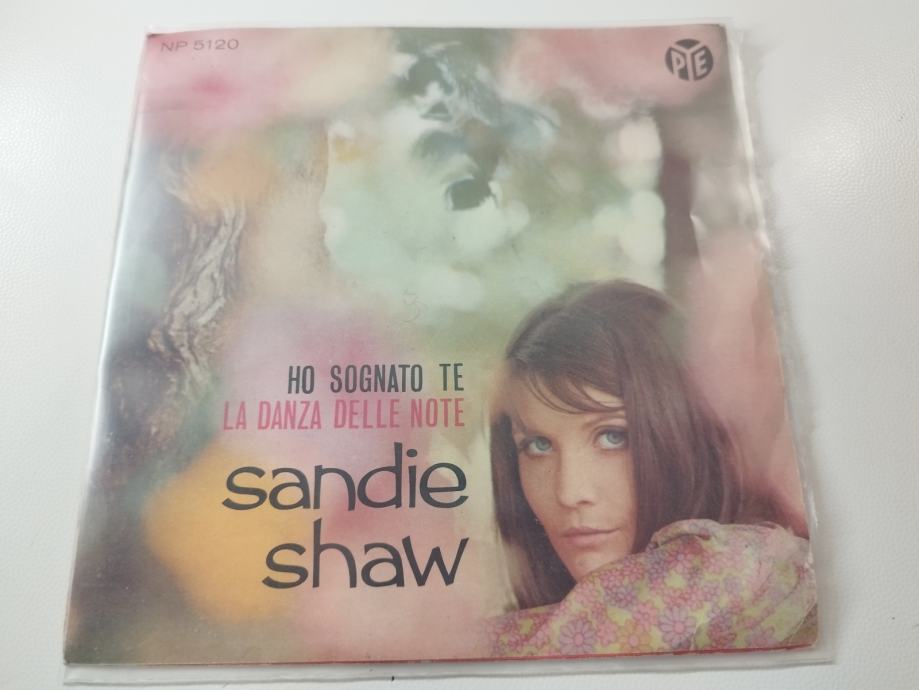 NP 5120
PYE
HO SOGNATO TE
LA DANZA DELLE NOTE
sandie
shaw